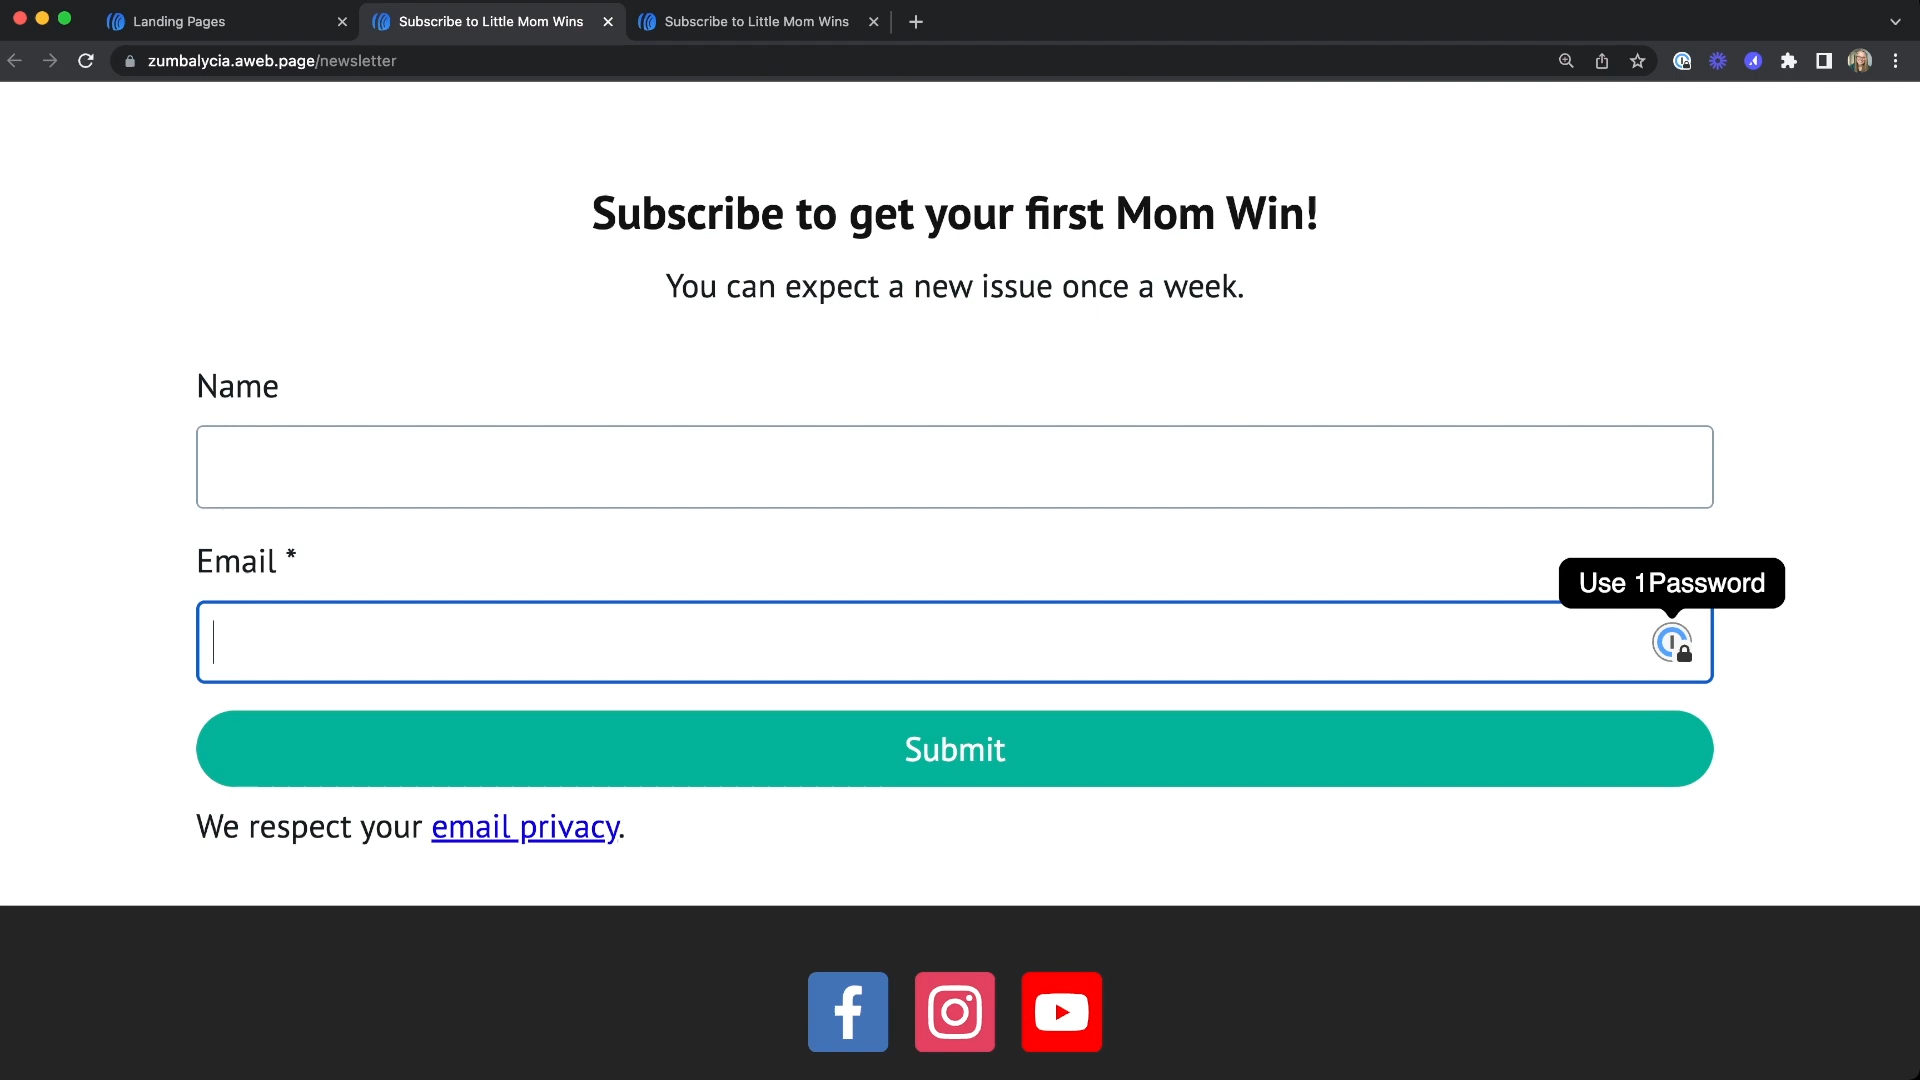 Landing Pages
Subscribe to Little Mom Wins
Subscribe to Little Mom Wins
zumbalycia.aweb.page/newsletter
Subscribe to get your first Mom Win!
You can expect a new issue once a week.
Name
Email *
Use 1Password
Submit
We respect your email privacy.